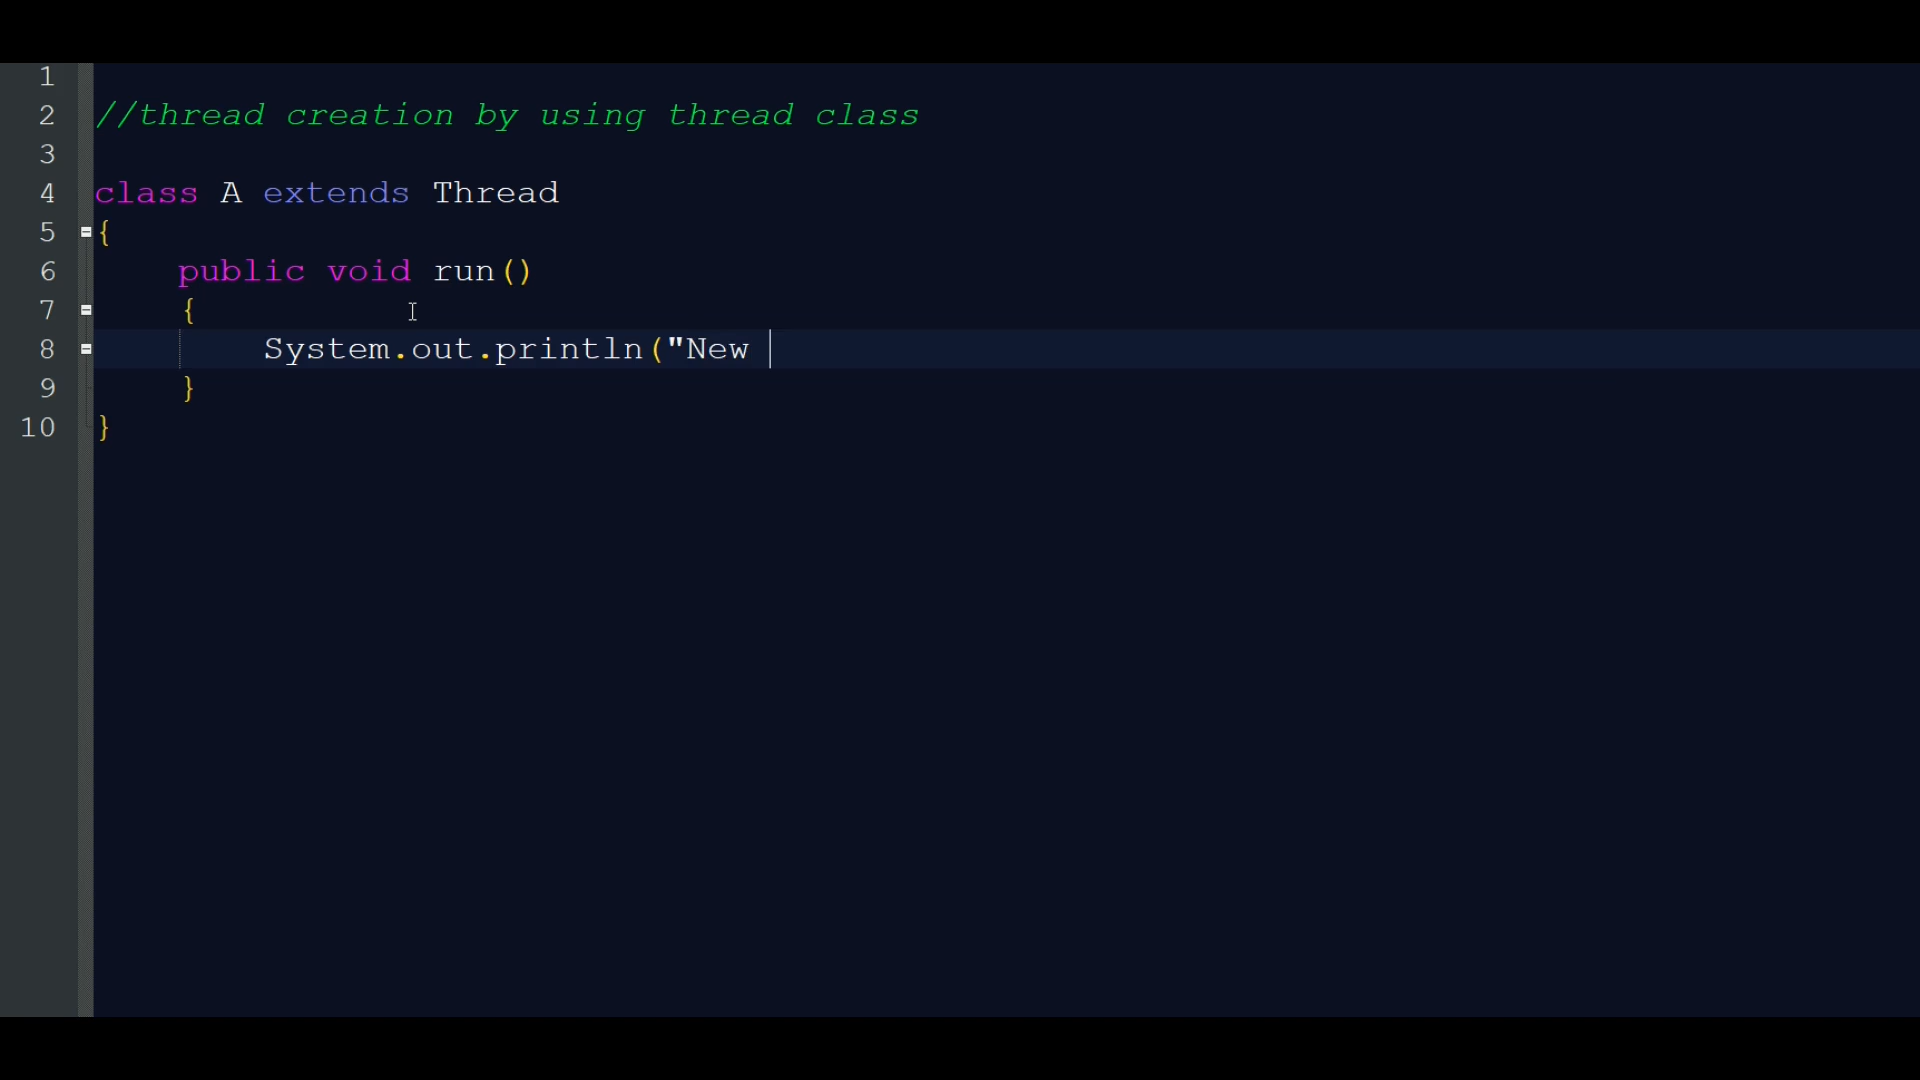 1
2 //thread creation by using thread class
3
4 class A extends Thread
5 {
6 public void run()
7 {
8 System.out.println("New
9 }
10 }